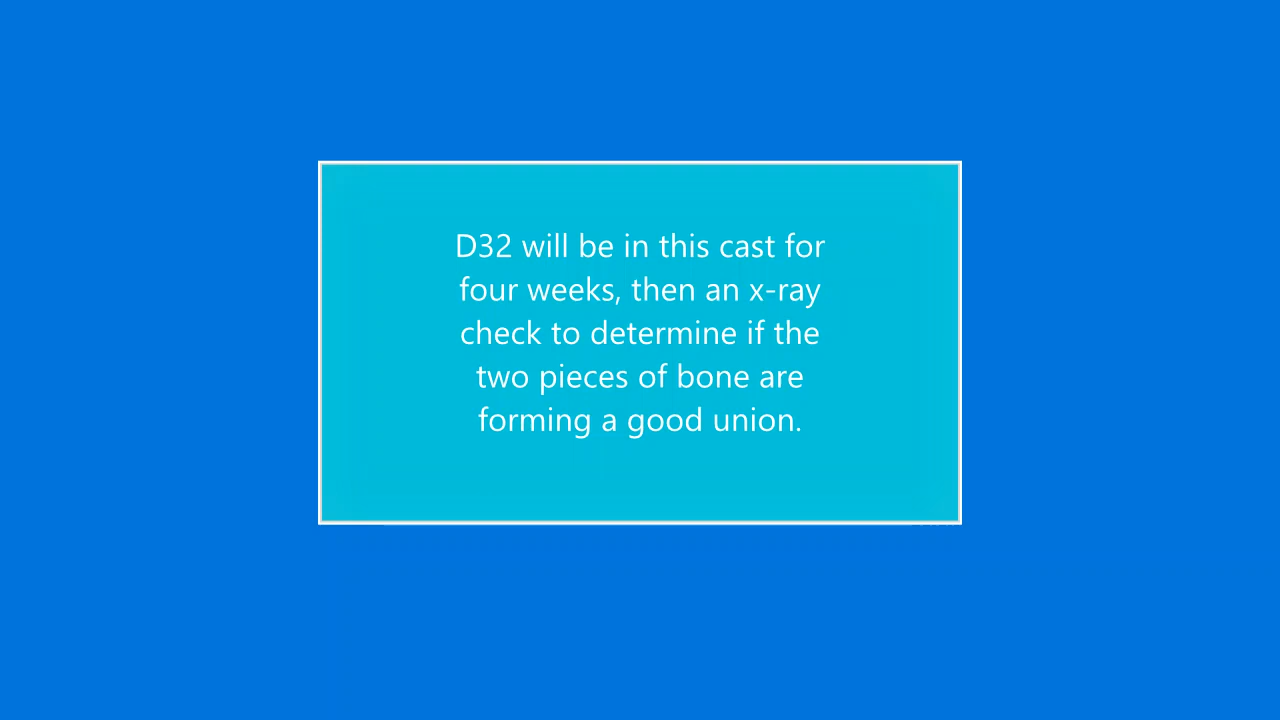 D32 will be in this cast for
four weeks, then an x-ray
check to determine if the
two pieces of bone are
forming a good union.